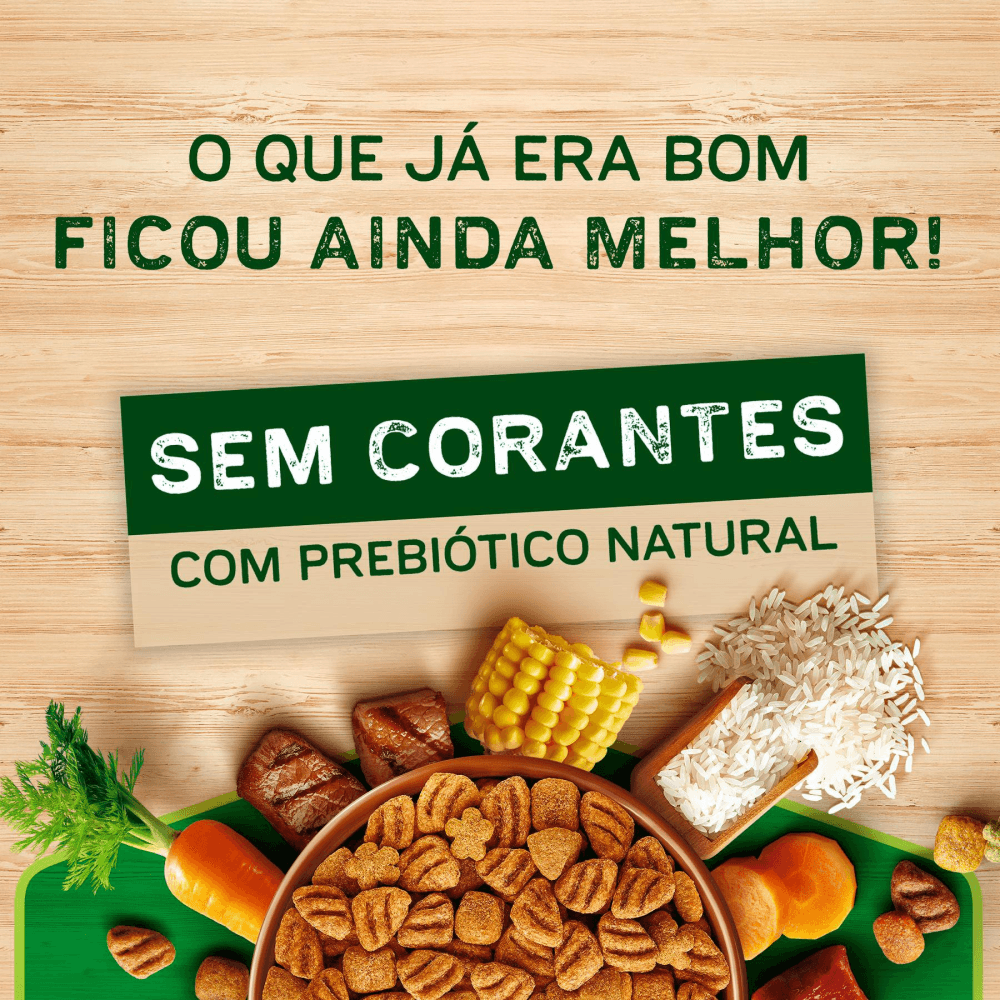 O QUE JÁ ERA BOM
FICOU AINDA MELHOR!
SEM CORANTES
COM PREBIÓTICO NATURAL